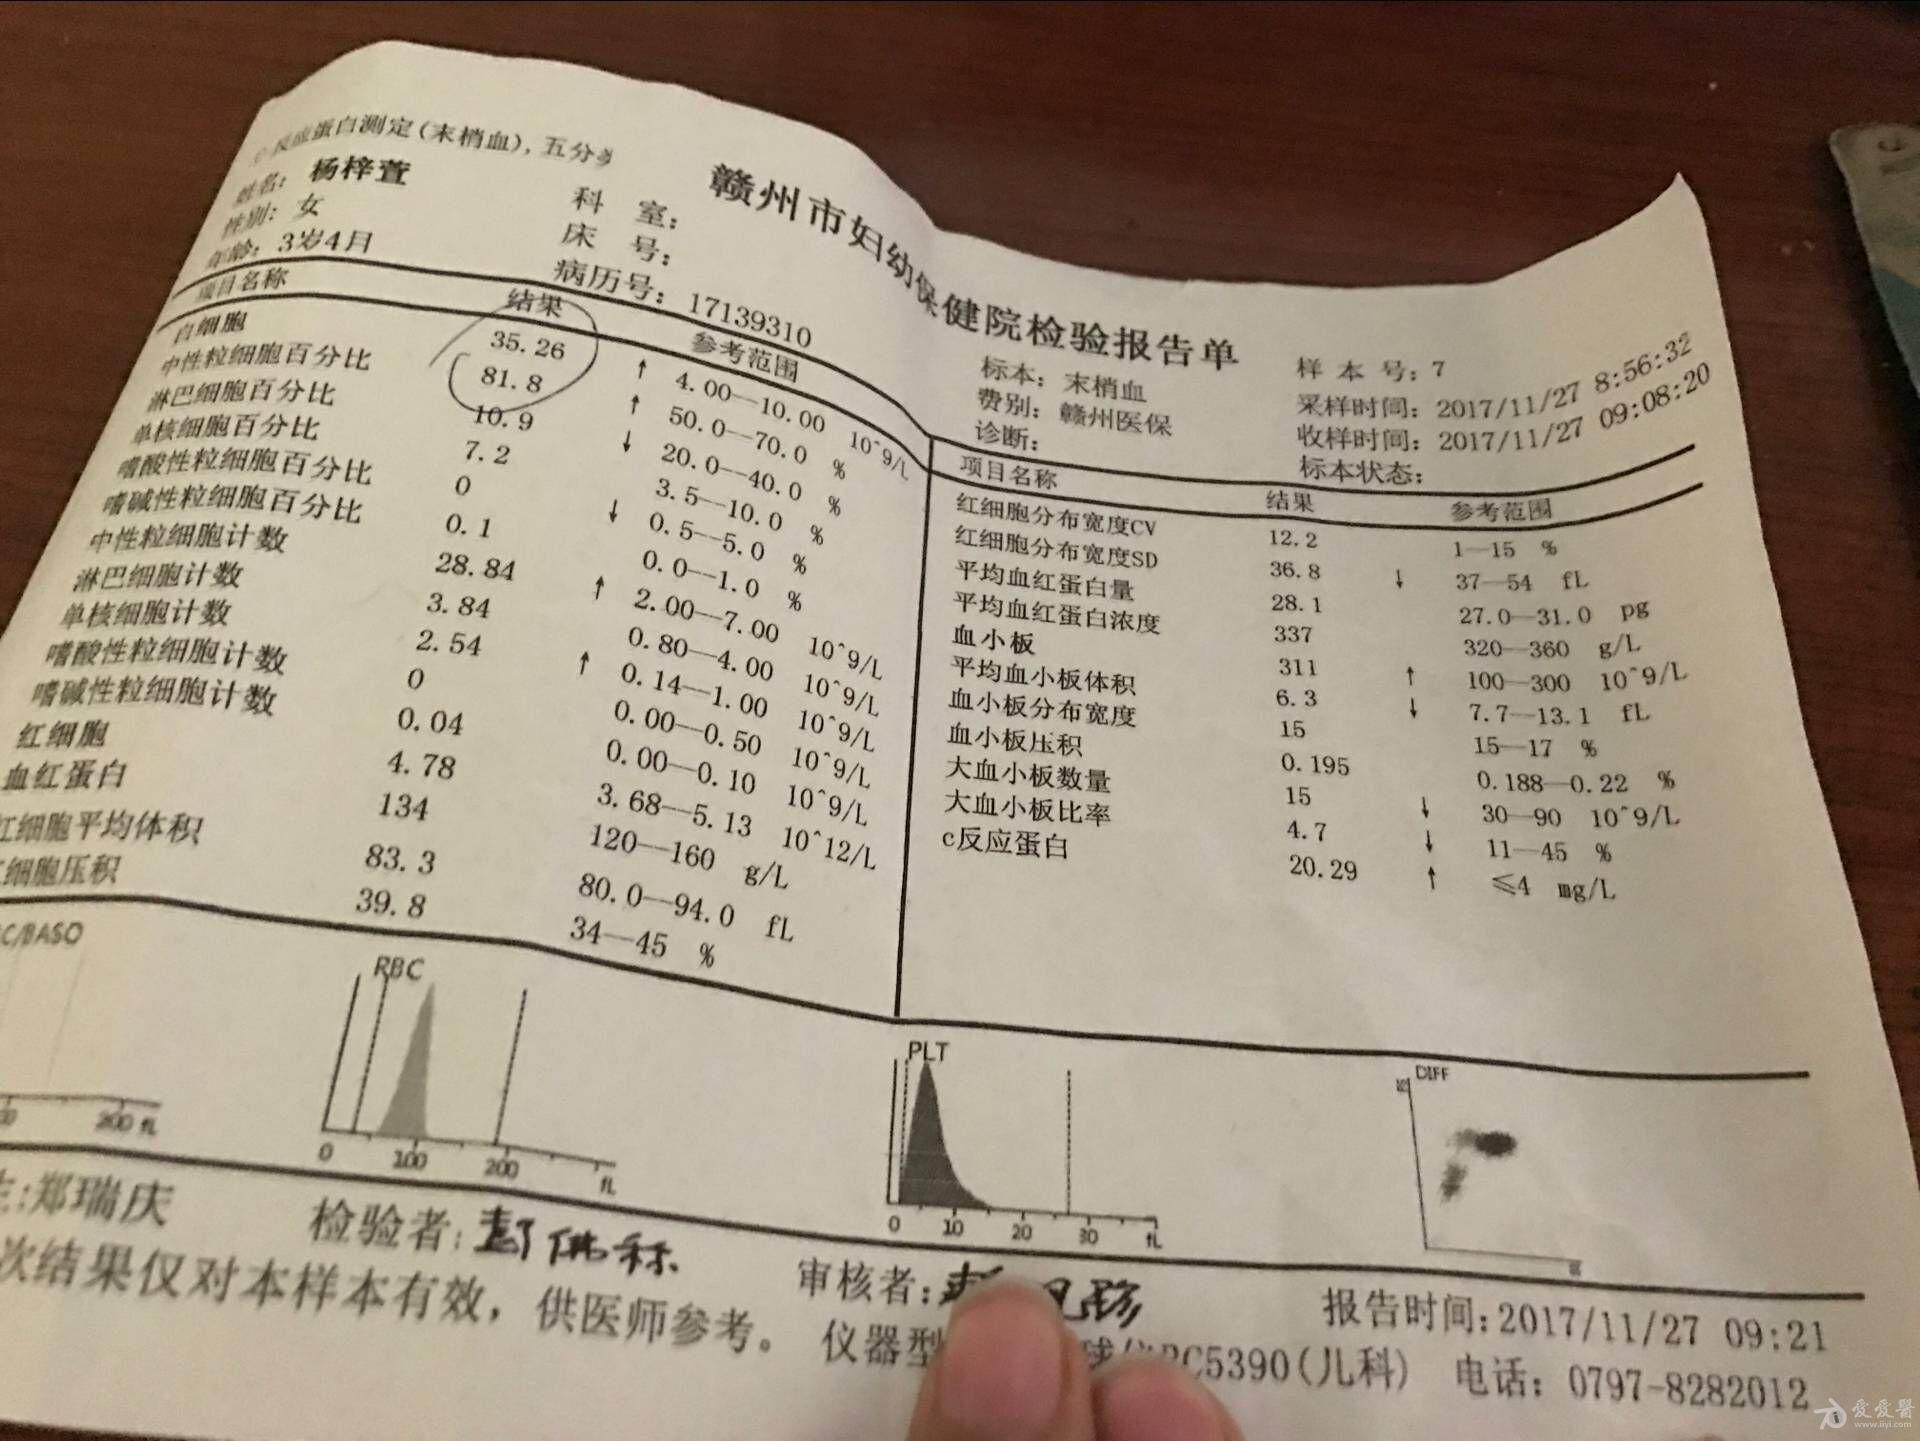 反应蛋白测定(末梢血),五分
赣州市妇幼保健院检验报告单
姓名: 杨梓萱
科 室:
标本: 末梢血
样 本 号: 7
性别: 女
床 号:
费别: 赣州医保
采样时间: 2017/11/27 8:56:32
年龄: 3岁4月
病历号: 17139310
诊断:
收样时间: 2017/11/27 09:08:20
标本状态:
项目名称 结果 参考范围
白细胞 35.26 ↑ 4.00—10.00 10^9/L
中性粒细胞百分比 81.8 ↑ 50.0—70.0 %
淋巴细胞百分比 10.9 ↓ 20.0—40.0 %
单核细胞百分比 7.2 3.5—10.0 %
嗜酸性粒细胞百分比 0 ↓ 0.5—5.0 %
嗜碱性粒细胞百分比 0.1 0.0—1.0 %
中性粒细胞计数 28.84 ↑ 2.00—7.00 10^9/L
淋巴细胞计数 3.84 0.80—4.00 10^9/L
单核细胞计数 2.54 ↑ 0.14—1.00 10^9/L
嗜酸性粒细胞计数 0 0.00—0.50 10^9/L
嗜碱性粒细胞计数 0.04 0.00—0.10 10^9/L
红细胞 4.78 3.68—5.13 10^12/L
血红蛋白 134 120—160 g/L
红细胞平均体积 83.3 80.0—94.0 fL
细胞压积 39.8 34—45 %
项目名称 结果 参考范围
红细胞分布宽度CV 12.2 1—15 %
红细胞分布宽度SD 36.8 ↓ 37—54 fL
平均血红蛋白量 28.1 27.0—31.0 pg
平均血红蛋白浓度 337 320—360 g/L
血小板 311 ↑ 100—300 10^9/L
平均血小板体积 6.3 ↓ 7.7—13.1 fL
血小板分布宽度 15 15—17 %
血小板压积 0.195 0.188—0.22 %
大血小板数量 15 ↓ 30—90 10^9/L
大血小板比率 4.7 ↓ 11—45 %
c反应蛋白 20.29 ↑ ≤4 mg/L
C/BASO
200 fL
RBC
0 100 200 fL
PLT
0 10 20 30 fL
DIFF
:郑瑞庆
检验者:
审核者:
报告时间:2017/11/27 09:21
次结果仅对本样本有效,供医师参考。
仪器型
C5390(儿科)
电话: 0797-8282012
爱爱醫
www.iiyi.com